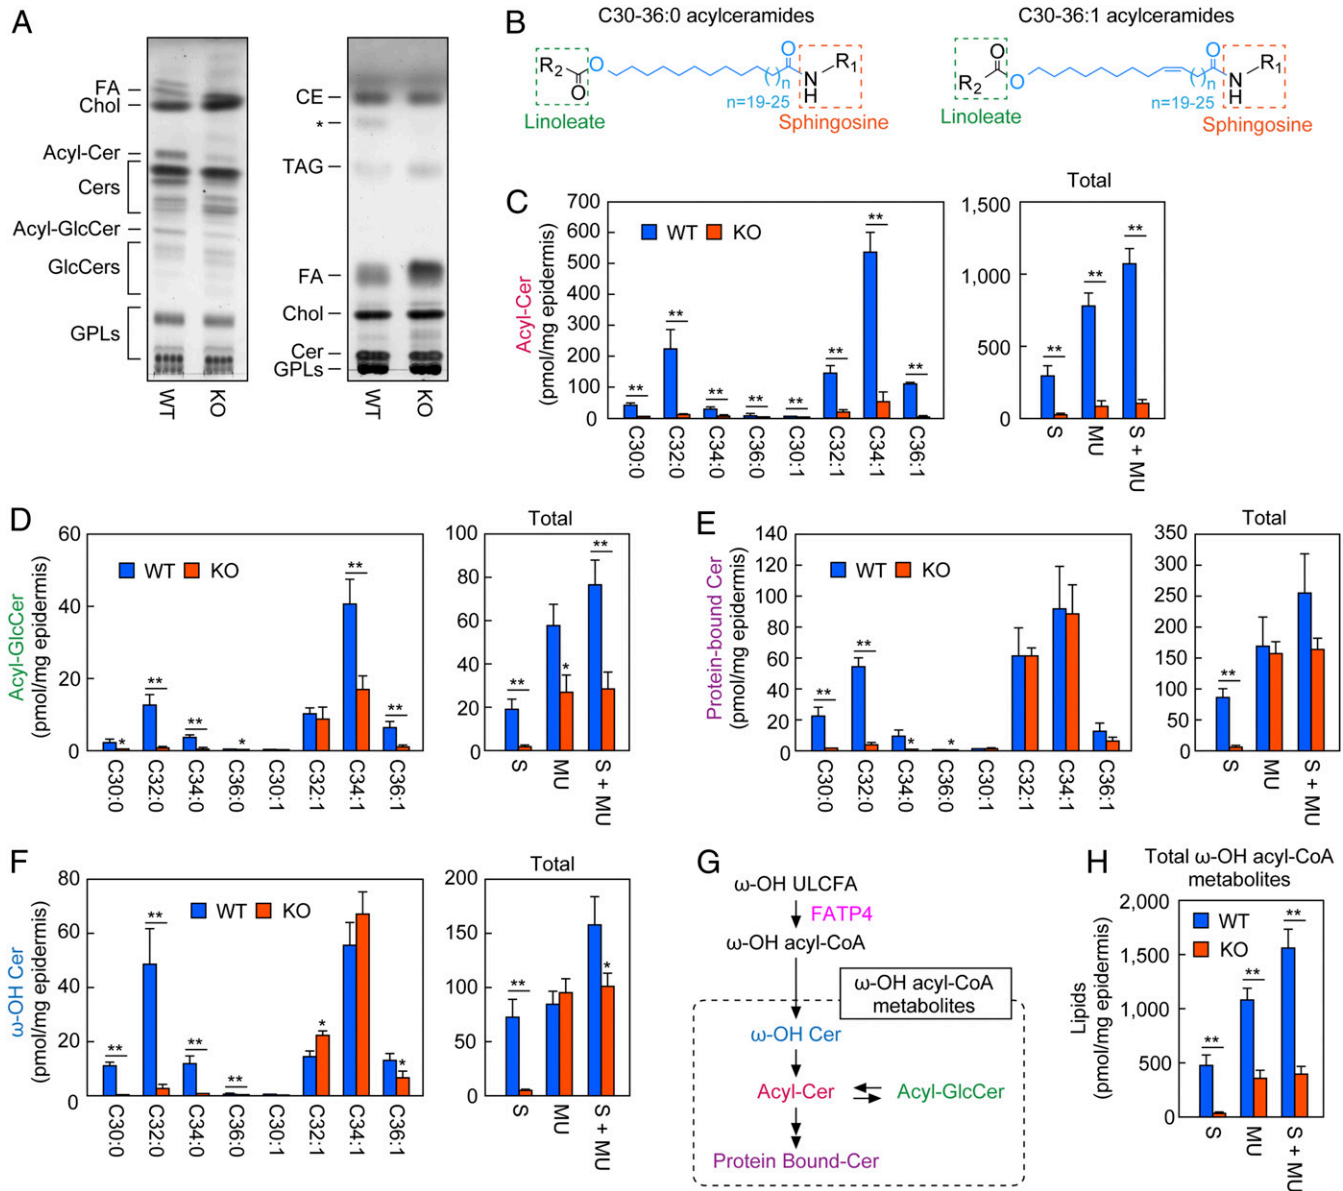 A
FA
Chol
Acyl-Cer
Cers
Acyl-GlcCer
GlcCers
GPLs
WT
KO
CE
*
TAG
FA
Chol
Cer
GPLs
WT
KO
B
C30-36:0 acylceramides
R2
O
O
O
N
H
R1
( )n
n=19-25
Linoleate
Sphingosine
C30-36:1 acylceramides
R2
O
O
O
N
H
R1
( )n
n=19-25
Linoleate
Sphingosine
C
Acyl-Cer
(pmol/mg epidermis)
700
600
500
400
300
200
100
0
WT
KO
** ** ** ** ** ** ** **
C30:0 C32:0 C34:0 C36:0 C30:1 C32:1 C34:1 C36:1
Total
1,500
1,000
500
0
** ** **
S MU S + MU
D
Acyl-GlcCer
(pmol/mg epidermis)
60
40
20
0
WT
KO
* ** ** * ** **
C30:0 C32:0 C34:0 C36:0 C30:1 C32:1 C34:1 C36:1
Total
100
80
60
40
20
0
** * **
S MU S + MU
E
Protein-bound Cer
(pmol/mg epidermis)
140
120
100
80
60
40
20
0
WT
KO
** ** * *
C30:0 C32:0 C34:0 C36:0 C30:1 C32:1 C34:1 C36:1
Total
350
300
250
200
150
100
50
0
**
S MU S + MU
F
ω-OH Cer
(pmol/mg epidermis)
80
60
40
20
0
WT
KO
** ** ** ** * *
C30:0 C32:0 C34:0 C36:0 C30:1 C32:1 C34:1 C36:1
Total
200
150
100
50
0
** *
S MU S + MU
G
ω-OH ULCFA
FATP4
ω-OH acyl-CoA
ω-OH acyl-CoA
metabolites
ω-OH Cer
Acyl-Cer
Acyl-GlcCer
Protein Bound-Cer
H
Total ω-OH acyl-CoA
metabolites
Lipids
(pmol/mg epidermis)
2,000
1,500
1,000
500
0
WT
KO
** ** **
S MU S + MU